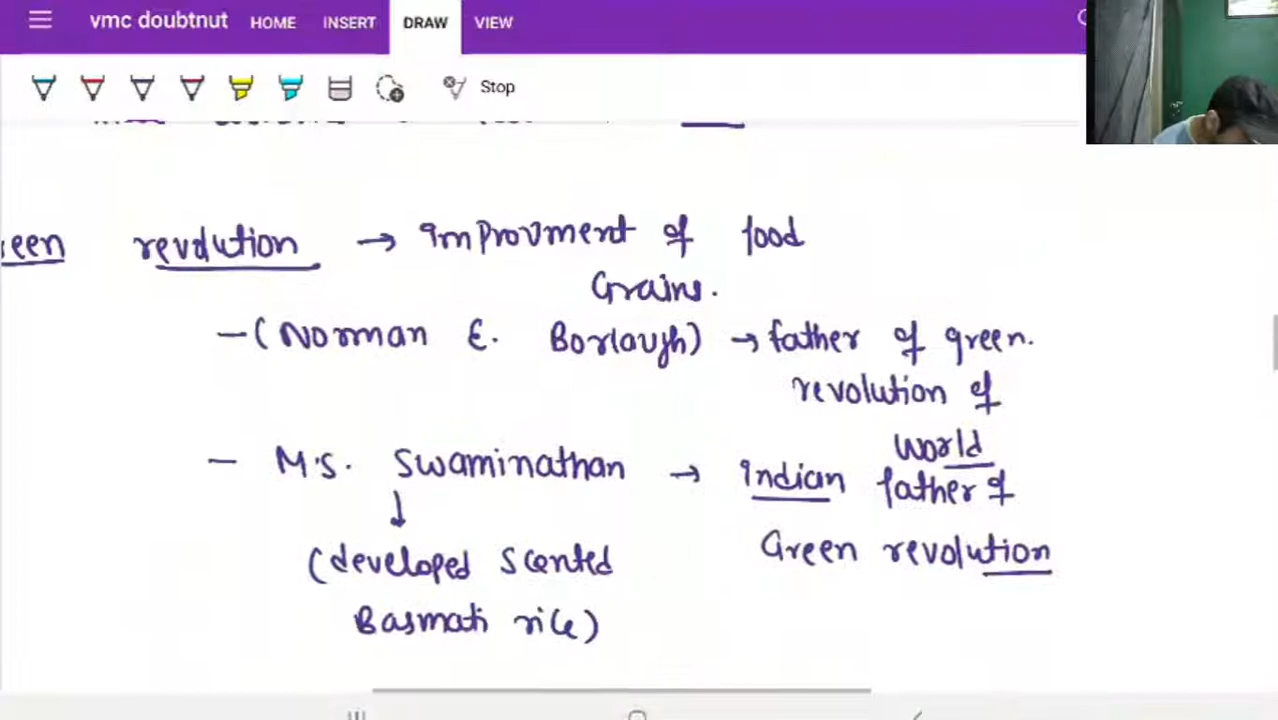 vmc doubtnut HOME INSERT DRAW VIEW
Stop
reen revolution → improvment of food
Grains.
- (Norman E. Borlaugh) → father of green.
revolution of
World
- M.S. Swaminathan → Indian father of
↓ Green revolution
(developed scented
Basmati rice)